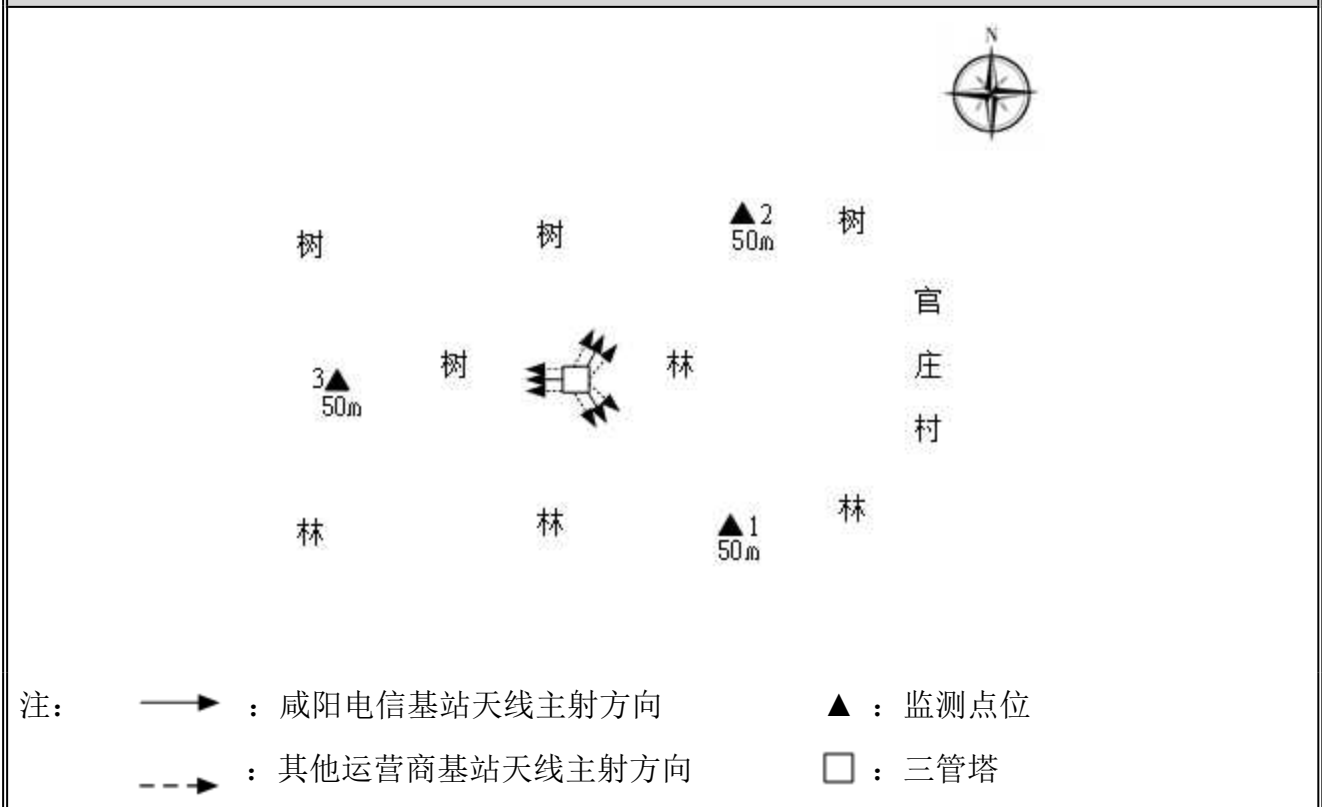 N
▲2
树 树 50m 树
官
树 林 庄
3▲
50m
村
林 林 ▲1 林
50m
注： ：咸阳电信基站天线主射方向 ▲ ：监测点位
：其他运营商基站天线主射方向 □ ：三管塔